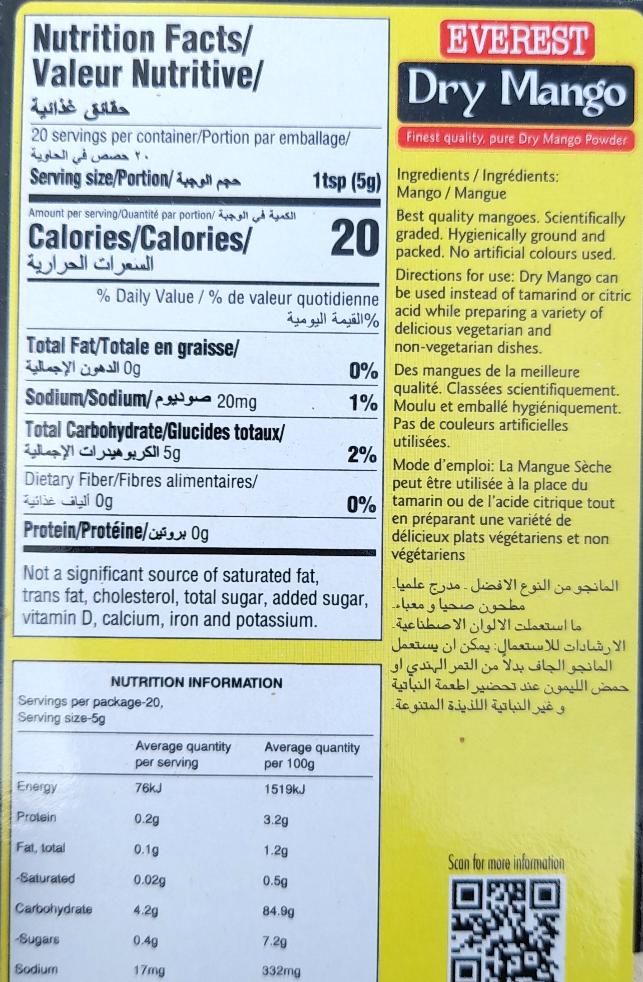 Nutrition Facts/
Valeur Nutritive/
حقائق غذائية
20 servings per container/Portion par emballage/
٢٠ حصص في الحاوية
Serving size/Portion/حجم الوجبة 1tsp (5g)
Amount per serving/Quantité par portion/الكمية في الوجبة
Calories/Calories/ 20
السعرات الحرارية
% Daily Value / % de valeur quotidienne
%القيمة اليومية
Total Fat/Totale en graisse/
الدهون الإجمالية 0g 0%
Sodium/Sodium/صوديوم 20mg 1%
Total Carbohydrate/Glucides totaux/
الكربوهيدرات الإجمالية 5g 2%
Dietary Fiber/Fibres alimentaires/
ألياف غذائية 0g 0%
Protein/Protéine/بروتين 0g
Not a significant source of saturated fat,
trans fat, cholesterol, total sugar, added sugar,
vitamin D, calcium, iron and potassium.
NUTRITION INFORMATION
Servings per package-20,
Serving size-5g
Average quantity Average quantity
per serving per 100g
Energy 76kJ 1519kJ
Protein 0.2g 3.2g
Fat, total 0.1g 1.2g
-Saturated 0.02g 0.5g
Carbohydrate 4.2g 84.9g
-Sugars 0.4g 7.2g
Sodium 17mg 332mg
EVEREST
Dry Mango
Finest quality, pure Dry Mango Powder
Ingredients / Ingrédients:
Mango / Mangue
Best quality mangoes. Scientifically
graded. Hygienically ground and
packed. No artificial colours used.
Directions for use: Dry Mango can
be used instead of tamarind or citric
acid while preparing a variety of
delicious vegetarian and
non-vegetarian dishes.
Des mangues de la meilleure
qualité. Classées scientifiquement.
Moulu et emballé hygiéniquement.
Pas de couleurs artificielles
utilisées.
Mode d'emploi: La Mangue Sèche
peut être utilisée à la place du
tamarin ou de l'acide citrique tout
en préparant une variété de
délicieux plats végétariens et non
végétariens
المانجو من النوع الافضل - مدرج علميا.
مطحون صحيا و معباء.
ما استعملت الالوان الاصطناعية.
الارشادات للاستعمال: يمكن ان يستعمل
المانجو الجاف بدلاً من التمر الهندي او
حمض الليمون عند تحضير اطعمة النباتية
و غير النباتية اللذيذة المتنوعة.
Scan for more information